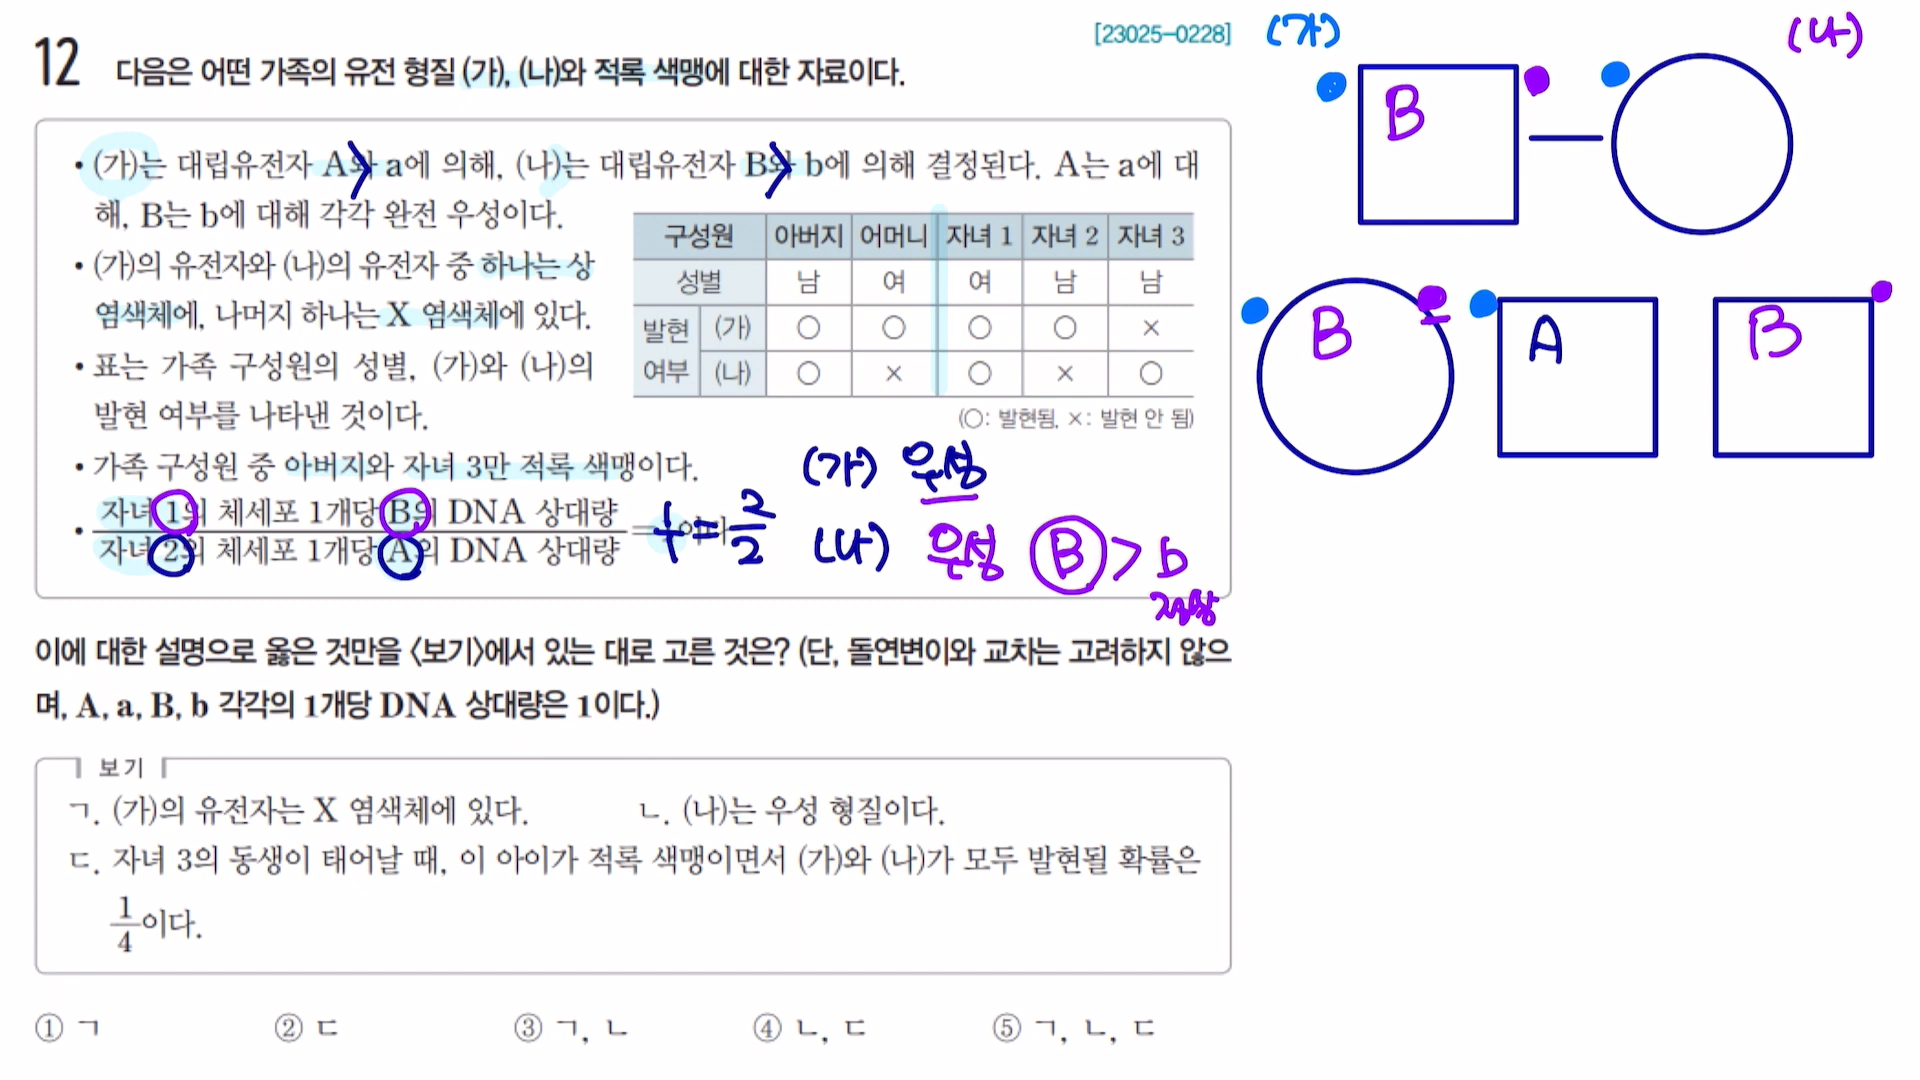 [23025-0228]
12 다음은 어떤 가족의 유전 형질 (가), (나)와 적록 색맹에 대한 자료이다.
• (가)는 대립유전자 A와 a에 의해, (나)는 대립유전자 B와 b에 의해 결정된다. A는 a에 대
해, B는 b에 대해 각각 완전 우성이다.
• (가)의 유전자와 (나)의 유전자 중 하나는 상
염색체에, 나머지 하나는 X 염색체에 있다.
• 표는 가족 구성원의 성별, (가)와 (나)의
발현 여부를 나타낸 것이다.
구성원 아버지 어머니 자녀 1 자녀 2 자녀 3
성별 남 여 여 남 남
발현 여부 (가) ○ ○ ○ ○ ×
(나) ○ × ○ × ○
(○: 발현됨, ×: 발현 안 됨)
• 가족 구성원 중 아버지와 자녀 3만 적록 색맹이다.
• 자녀 1의 체세포 1개당 B의 DNA 상대량
자녀 2의 체세포 1개당 A의 DNA 상대량
= 1/1 = 2/2
(가) 우성
(나) 우성 B > b
정상
이에 대한 설명으로 옳은 것만을 〈보기〉에서 있는 대로 고른 것은? (단, 돌연변이와 교차는 고려하지 않으
며, A, a, B, b 각각의 1개당 DNA 상대량은 1이다.)
보기
ㄱ. (가)의 유전자는 X 염색체에 있다. ㄴ. (나)는 우성 형질이다.
ㄷ. 자녀 3의 동생이 태어날 때, 이 아이가 적록 색맹이면서 (가)와 (나)가 모두 발현될 확률은
1/4이다.
① ㄱ ② ㄷ ③ ㄱ, ㄴ ④ ㄴ, ㄷ ⑤ ㄱ, ㄴ, ㄷ
(가) (나)
B
B A B